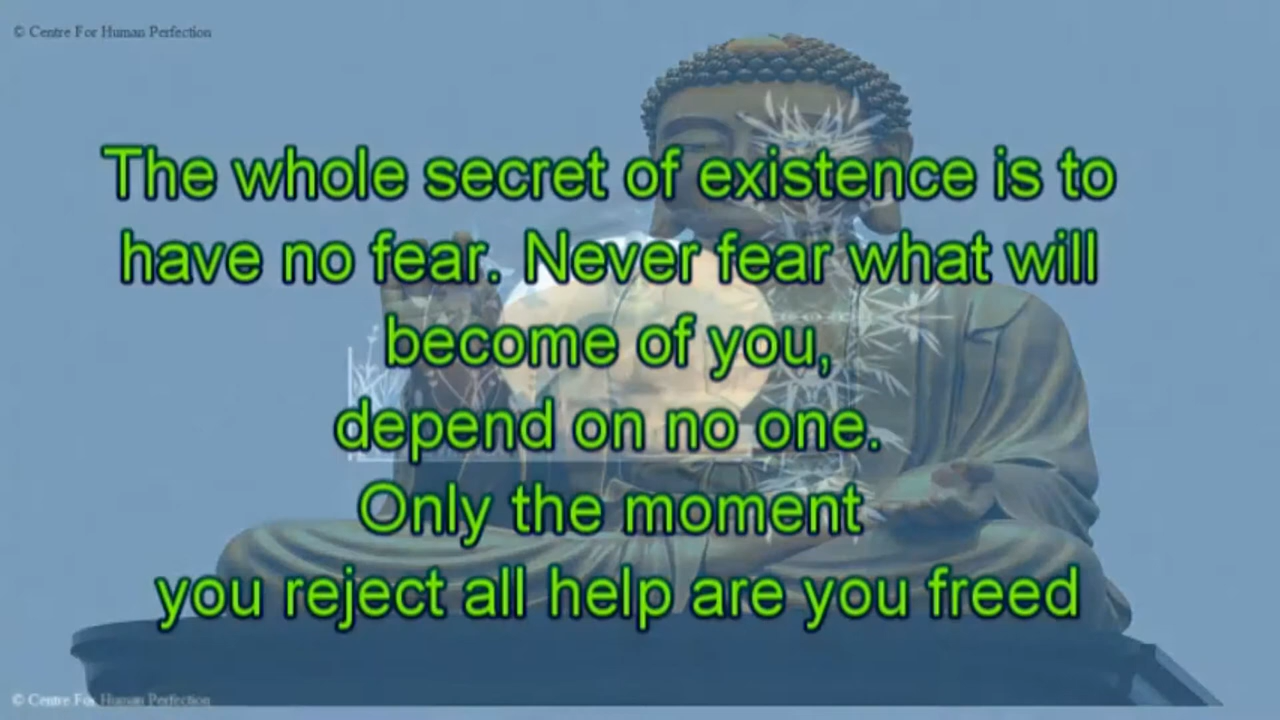 © Centre For Human Perfection
The whole secret of existence is to
have no fear. Never fear what will
become of you,
depend on no one.
Only the moment
you reject all help are you freed
© Centre For Human Perfection